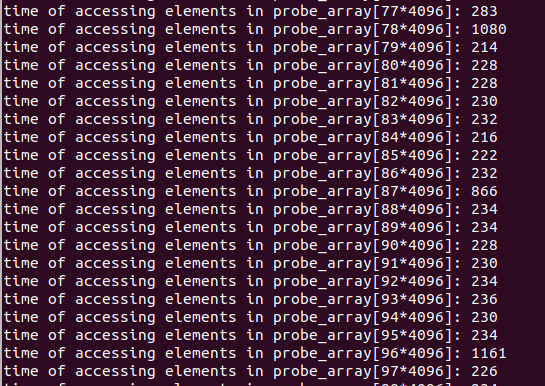 time of accessing elements in probe_array[77*4096]: 283
time of accessing elements in probe_array[78*4096]: 1080
time of accessing elements in probe_array[79*4096]: 214
time of accessing elements in probe_array[80*4096]: 228
time of accessing elements in probe_array[81*4096]: 228
time of accessing elements in probe_array[82*4096]: 230
time of accessing elements in probe_array[83*4096]: 232
time of accessing elements in probe_array[84*4096]: 216
time of accessing elements in probe_array[85*4096]: 222
time of accessing elements in probe_array[86*4096]: 232
time of accessing elements in probe_array[87*4096]: 866
time of accessing elements in probe_array[88*4096]: 234
time of accessing elements in probe_array[89*4096]: 234
time of accessing elements in probe_array[90*4096]: 228
time of accessing elements in probe_array[91*4096]: 230
time of accessing elements in probe_array[92*4096]: 234
time of accessing elements in probe_array[93*4096]: 236
time of accessing elements in probe_array[94*4096]: 230
time of accessing elements in probe_array[95*4096]: 234
time of accessing elements in probe_array[96*4096]: 1161
time of accessing elements in probe_array[97*4096]: 226